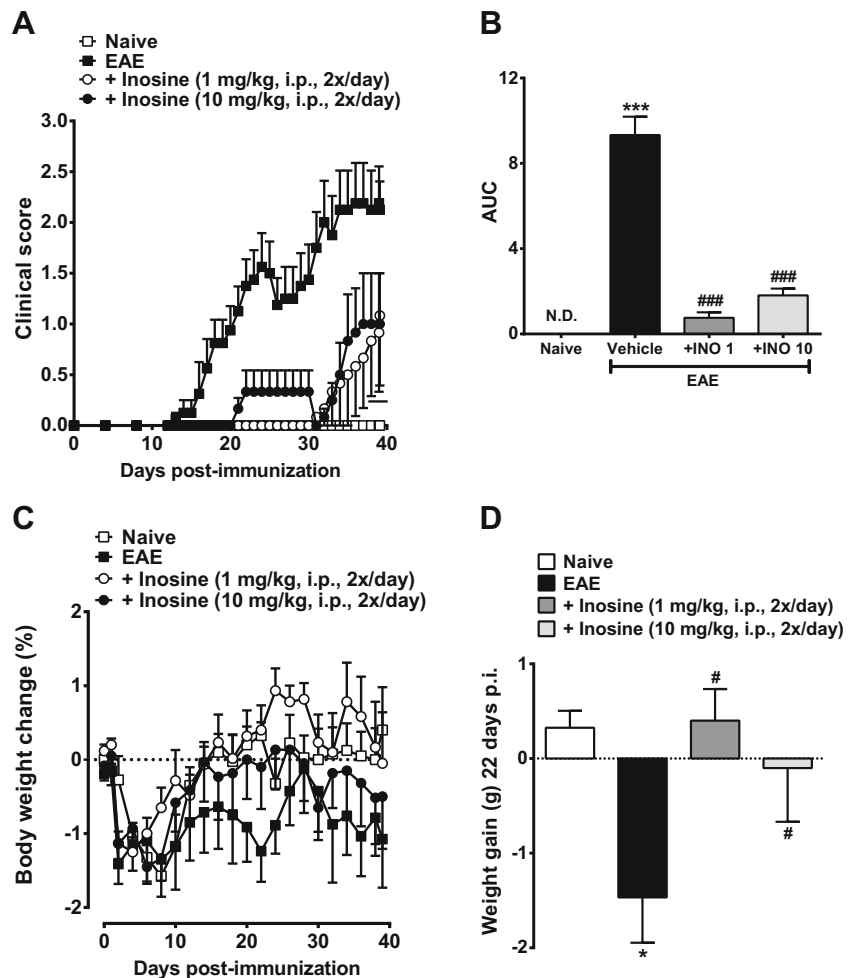 A
Naive
EAE
+ Inosine (1 mg/kg, i.p., 2x/day)
+ Inosine (10 mg/kg, i.p., 2x/day)
3.0
2.5
2.0
1.5
1.0
0.5
0.0
Clinical score
0 10 20 30 40
Days post-immunization
B
12
8
4
0
AUC
***
###
###
N.D.
Naive Vehicle +INO 1 +INO 10
EAE
C
Naive
EAE
+ Inosine (1 mg/kg, i.p., 2x/day)
+ Inosine (10 mg/kg, i.p., 2x/day)
2
1
0
-1
-2
Body weight change (%)
0 10 20 30 40
Days post-immunization
D
Naive
EAE
+ Inosine (1 mg/kg, i.p., 2x/day)
+ Inosine (10 mg/kg, i.p., 2x/day)
1
0
-1
-2
Weight gain (g) 22 days p.i.
#
#
*